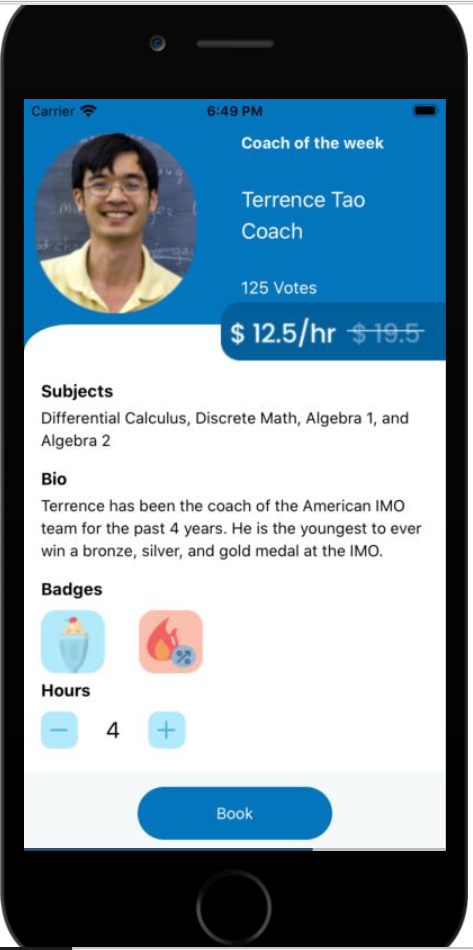 Carrier
6:49 PM
Coach of the week
Terrence Tao
Coach
125 Votes
$ 12.5/hr $ 19.5
Subjects
Differential Calculus, Discrete Math, Algebra 1, and
Algebra 2
Bio
Terrence has been the coach of the American IMO
team for the past 4 years. He is the youngest to ever
win a bronze, silver, and gold medal at the IMO.
Badges
Hours
− 4 +
Book